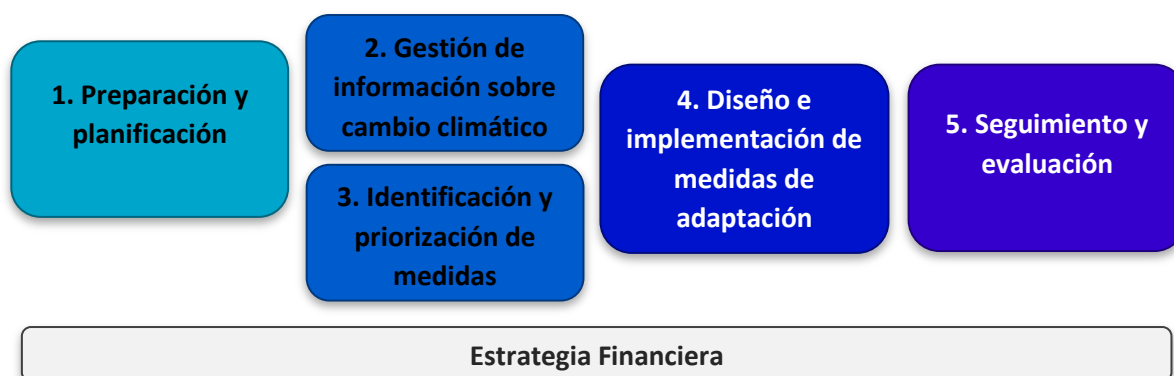 1. Preparación y
planificación
2. Gestión de
información sobre
cambio climático
3. Identificación y
priorización de
medidas
4. Diseño e
implementación de
medidas de
adaptación
5. Seguimiento y
evaluación
Estrategia Financiera